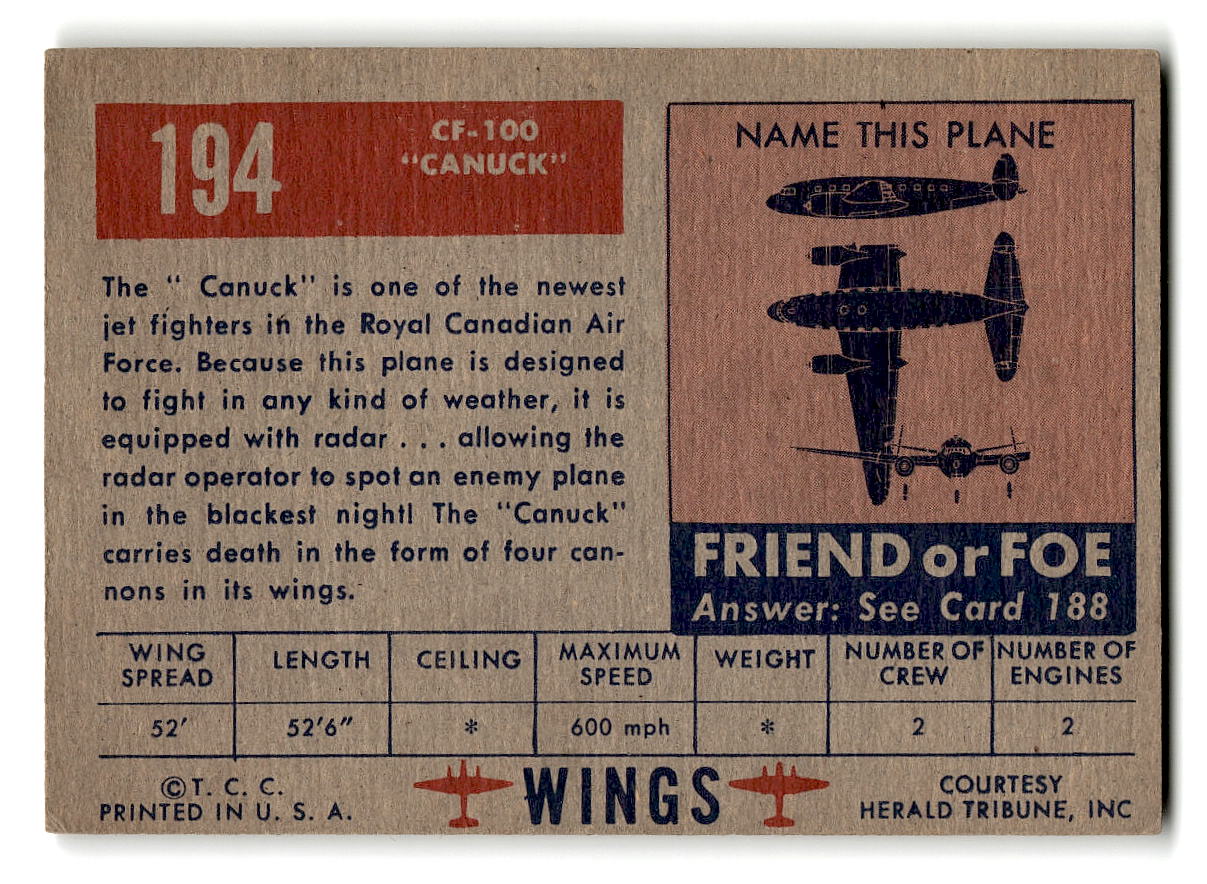 194
CF-100
"CANUCK"
The " Canuck" is one of the newest
jet fighters in the Royal Canadian Air
Force. Because this plane is designed
to fight in any kind of weather, it is
equipped with radar . . . allowing the
radar operator to spot an enemy plane
in the blackest night! The "Canuck"
carries death in the form of four can-
nons in its wings.
NAME THIS PLANE
FRIEND or FOE
Answer: See Card 188
WING SPREAD LENGTH CEILING MAXIMUM SPEED WEIGHT NUMBER OF CREW NUMBER OF ENGINES
52' 52'6" * 600 mph * 2 2
©T. C. C.
PRINTED IN U. S. A.
WINGS
COURTESY
HERALD TRIBUNE, INC